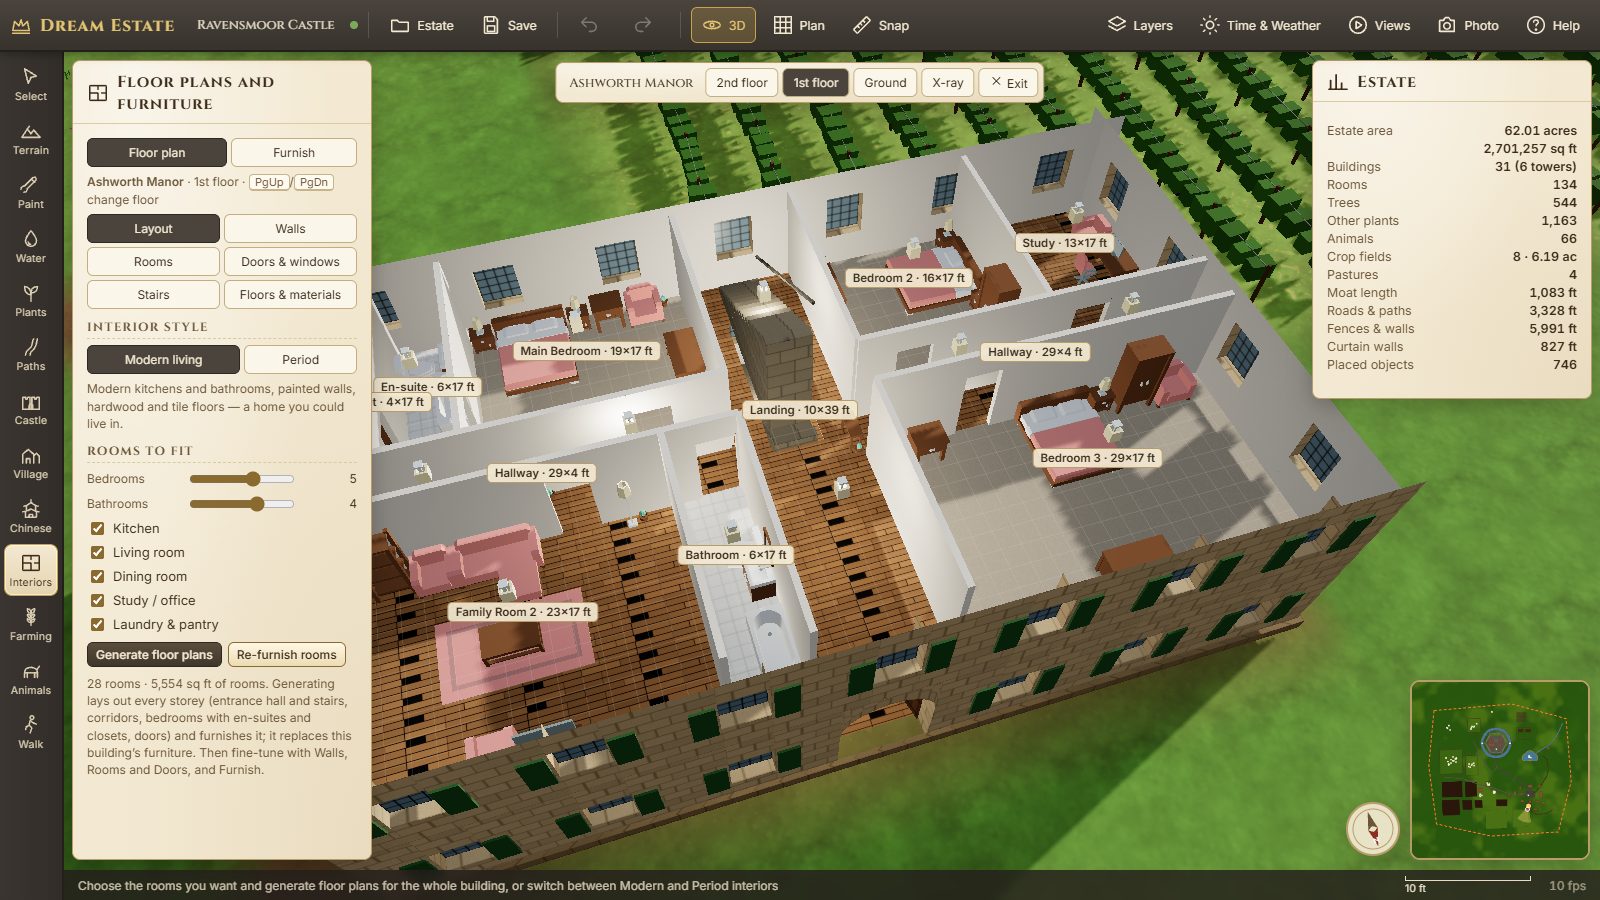 DREAM ESTATE
RAVENSMOOR CASTLE
Estate
Save
3D
Plan
Snap
Layers
Time & Weather
Views
Photo
Help
Select
Terrain
Paint
Water
Plants
Paths
Castle
Village
Chinese
Interiors
Farming
Animals
Walk
FLOOR PLANS AND
FURNITURE
Floor plan
Furnish
Ashworth Manor · 1st floor · PgUp/PgDn
change floor
Layout
Walls
Rooms
Doors & windows
Stairs
Floors & materials
INTERIOR STYLE
Modern living
Period
Modern kitchens and bathrooms, painted walls,
hardwood and tile floors — a home you could
live in.
ROOMS TO FIT
Bedrooms 5
Bathrooms 4
Kitchen
Living room
Dining room
Study / office
Laundry & pantry
Generate floor plans
Re-furnish rooms
28 rooms · 5,554 sq ft of rooms. Generating
lays out every storey (entrance hall and stairs,
corridors, bedrooms with en-suites and
closets, doors) and furnishes it; it replaces this
building's furniture. Then fine-tune with Walls,
Rooms and Doors, and Furnish.
ASHWORTH MANOR
2nd floor
1st floor
Ground
X-ray
× Exit
Study · 13×17 ft
Bedroom 2 · 16×17 ft
Main Bedroom · 19×17 ft
Hallway · 29×4 ft
En-suite · 6×17 ft
t · 4×17 ft
Landing · 10×39 ft
Bedroom 3 · 29×17 ft
Hallway · 29×4 ft
Bathroom · 6×17 ft
Family Room 2 · 23×17 ft
ESTATE
Estate area 62.01 acres
2,701,257 sq ft
Buildings 31 (6 towers)
Rooms 134
Trees 544
Other plants 1,163
Animals 66
Crop fields 8 · 6.19 ac
Pastures 4
Moat length 1,083 ft
Roads & paths 3,328 ft
Fences & walls 5,991 ft
Curtain walls 827 ft
Placed objects 746
Choose the rooms you want and generate floor plans for the whole building, or switch between Modern and Period interiors
10 ft
10 fps